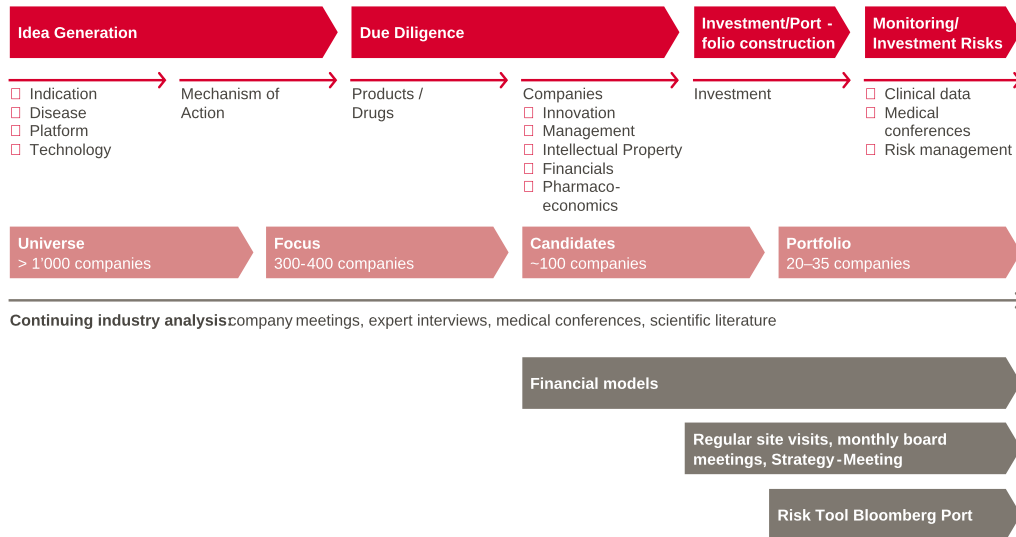 Idea Generation
Due Diligence
Investment/Port -
folio construction
Monitoring/
Investment Risks
Indication
Disease
Platform
Technology
Mechanism of
Action
Products /
Drugs
Companies
Innovation
Management
Intellectual Property
Financials
Pharmaco-
economics
Investment
Clinical data
Medical
conferences
Risk management
Universe
> 1’000 companies
Focus
300-400 companies
Candidates
~100 companies
Portfolio
20–35 companies
Continuing industry analysis: company meetings, expert interviews, medical conferences, scientific literature
Financial models
Regular site visits, monthly board
meetings, Strategy-Meeting
Risk Tool Bloomberg Port